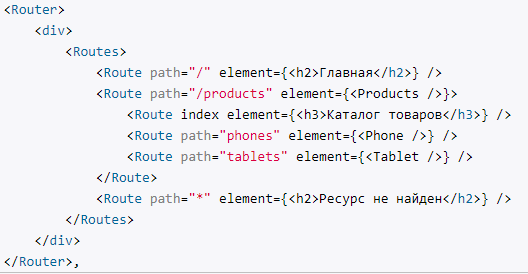 <Router>
    <div>
        <Routes>
            <Route path="/" element={<h2>Главная</h2>} />
            <Route path="/products" element={<Products />}>
                <Route index element={<h3>Каталог товаров</h3>} />
                <Route path="phones" element={<Phone />} />
                <Route path="tablets" element={<Tablet />} />
            </Route>
            <Route path="*" element={<h2>Ресурс не найден</h2>} />
        </Routes>
    </div>
</Router>,